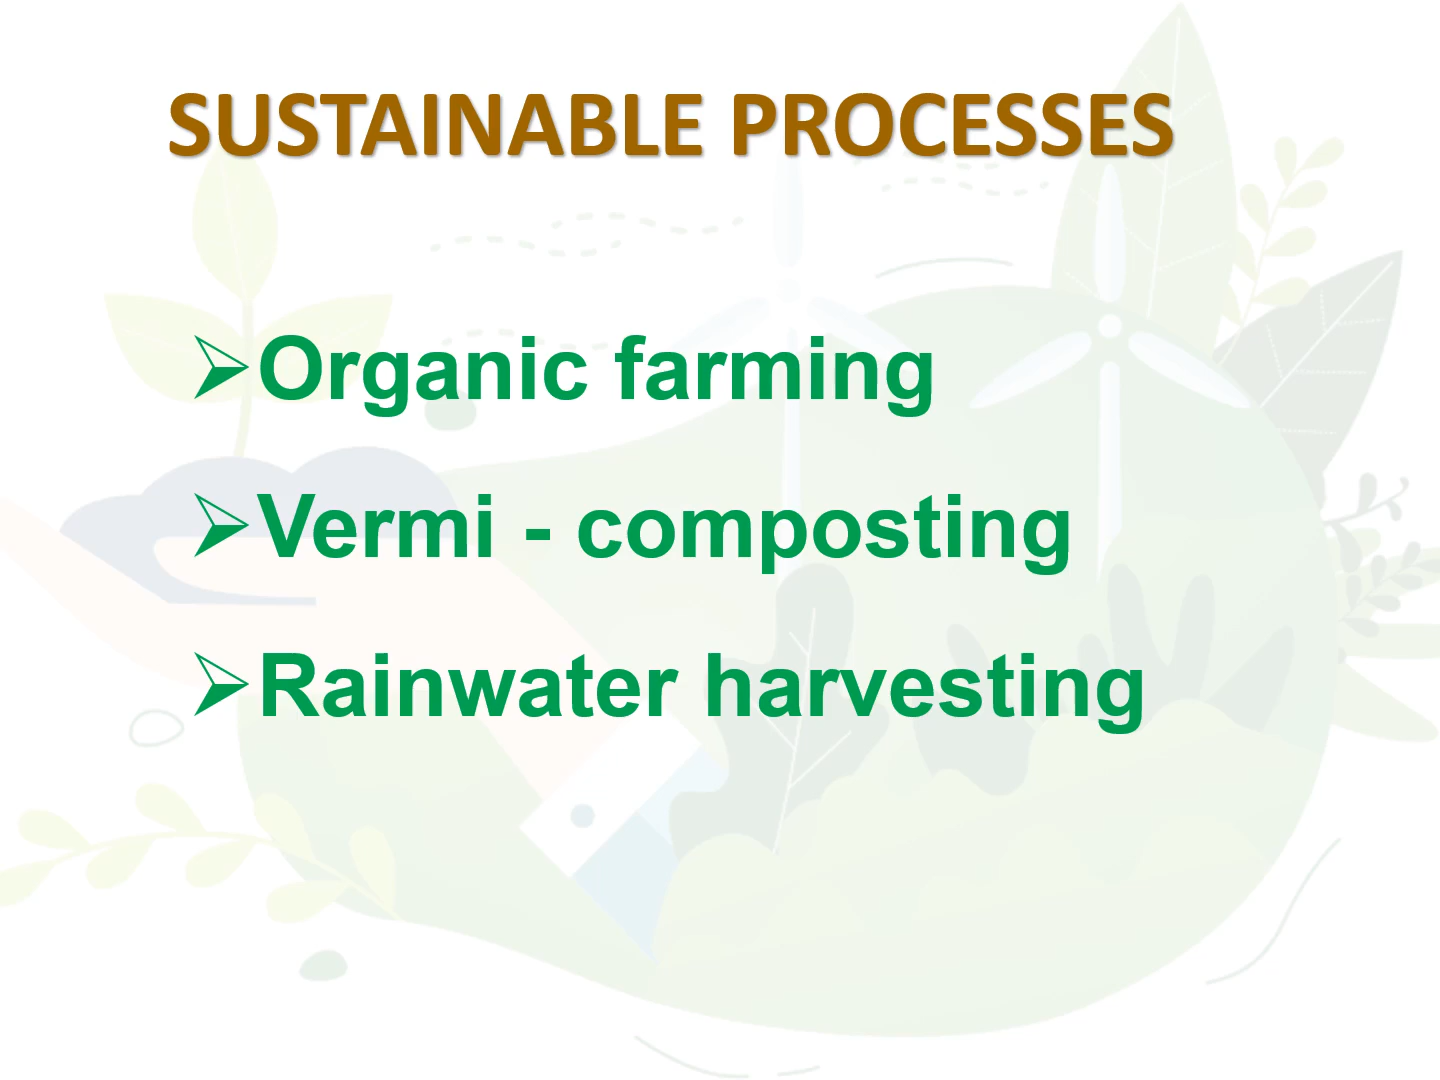 SUSTAINABLE PROCESSES
➢Organic farming
➢Vermi - composting
➢Rainwater harvesting